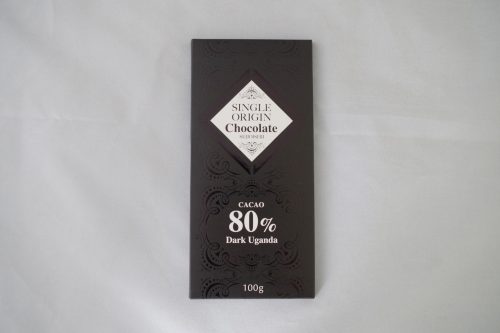 SINGLE
ORIGIN
Chocolate
CACAO
80%
Dark Uganda
100g